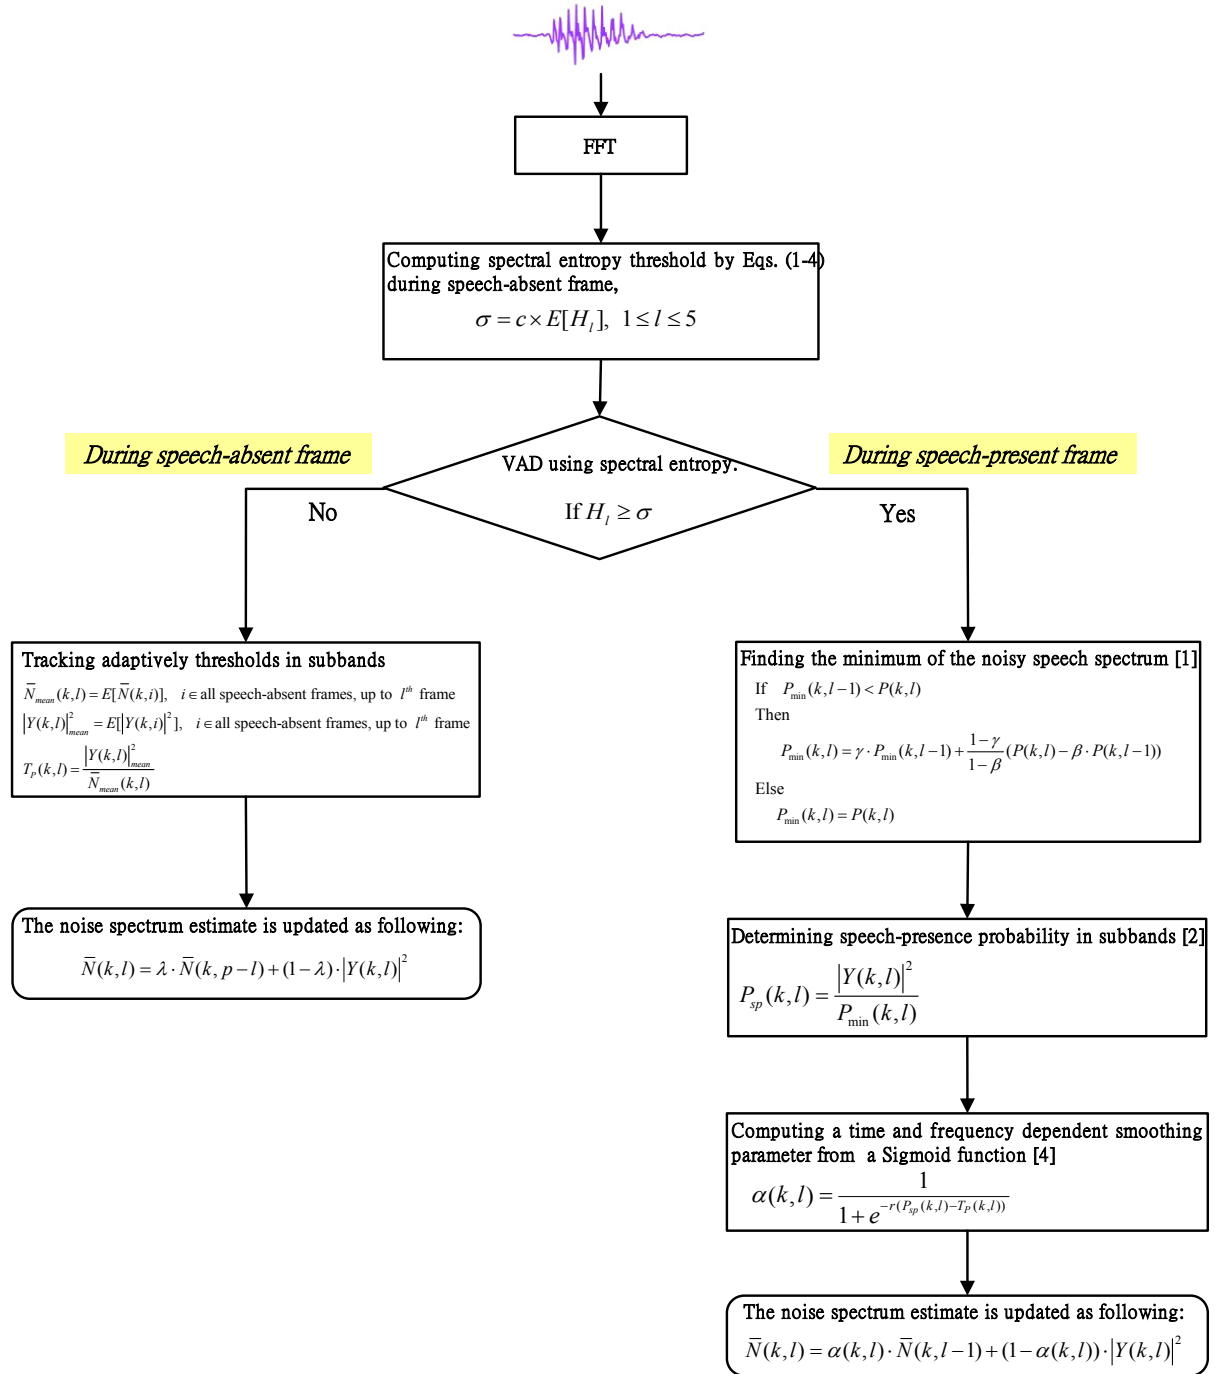 FFT
Computing spectral entropy threshold by Eqs. (1-4)
during speech-absent frame,
σ = c × E[H_l], 1 ≤ l ≤ 5
During speech-absent frame
VAD using spectral entropy.
During speech-present frame
If H_l ≥ σ
No
Yes
Tracking adaptively thresholds in subbands
N̅_mean(k,l) = E[N̅(k,i)], i ∈ all speech-absent frames, up to l^th frame
|Y(k,l)|²_mean = E[|Y(k,i)|²], i ∈ all speech-absent frames, up to l^th frame
T_P(k,l) = |Y(k,l)|²_mean / N̅_mean(k,l)
The noise spectrum estimate is updated as following:
N̅(k,l) = λ · N̅(k, p−l) + (1−λ) · |Y(k,l)|²
Finding the minimum of the noisy speech spectrum [1]
If P_min(k,l−1) < P(k,l)
Then
P_min(k,l) = γ · P_min(k,l−1) + (1−γ)/(1−β) (P(k,l) − β · P(k,l−1))
Else
P_min(k,l) = P(k,l)
Determining speech-presence probability in subbands [2]
P_sp(k,l) = |Y(k,l)|² / P_min(k,l)
Computing a time and frequency dependent smoothing
parameter from a Sigmoid function [4]
α(k,l) = 1 / (1 + e^(−r(P_sp(k,l)−T_P(k,l))))
The noise spectrum estimate is updated as following:
N̅(k,l) = α(k,l) · N̅(k,l−1) + (1−α(k,l)) · |Y(k,l)|²